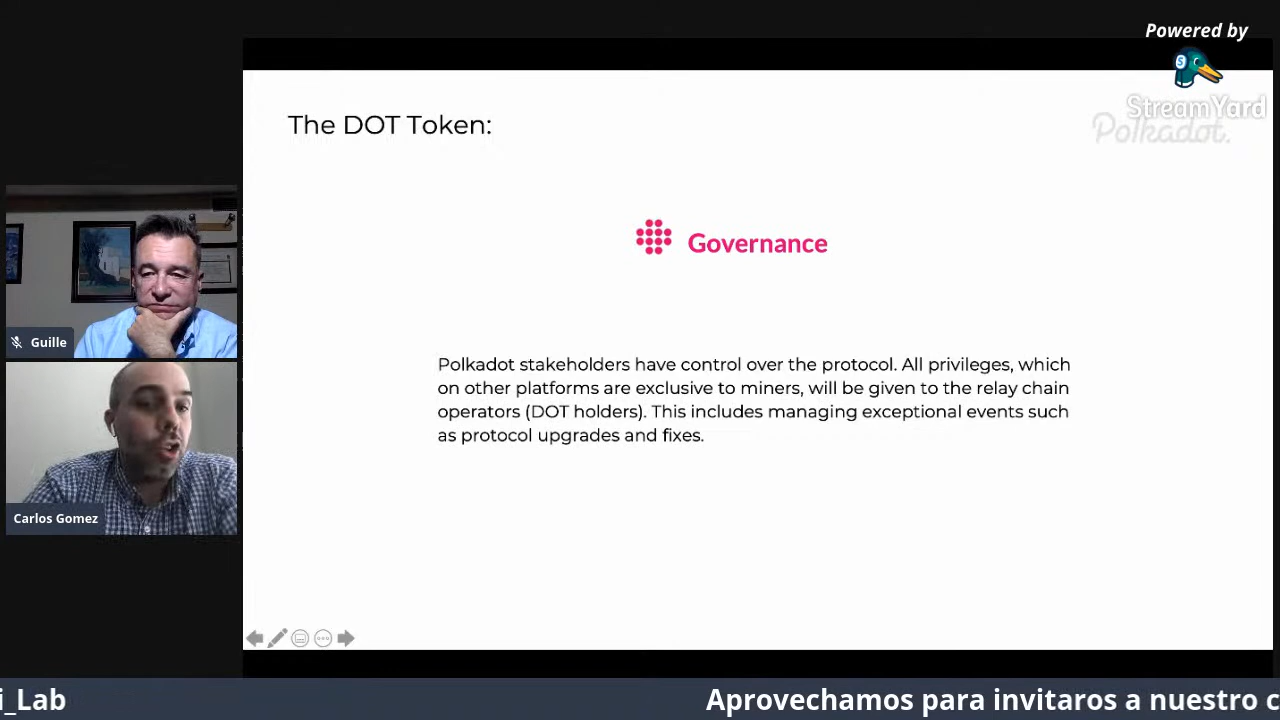 Powered by
StreamYard
Polkadot.
The DOT Token:
Governance
Guille
Polkadot stakeholders have control over the protocol. All privileges, which
on other platforms are exclusive to miners, will be given to the relay chain
operators (DOT holders). This includes managing exceptional events such
as protocol upgrades and fixes.
Carlos Gomez
i_Lab
Aprovechamos para invitaros a nuestro c